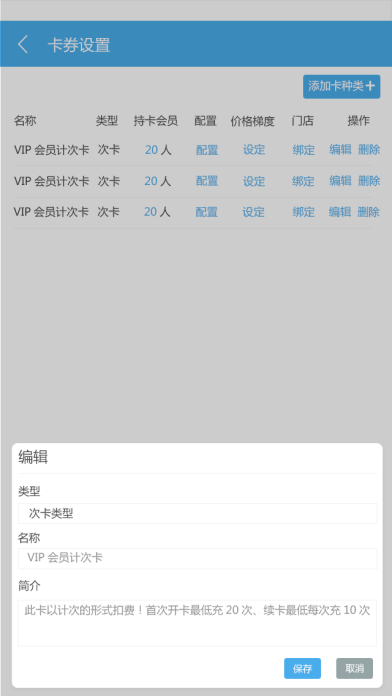 卡券设置
添加卡种类+
名称 类型 持卡会员 配置 价格梯度 门店 操作
VIP 会员计次卡 次卡 20 人 配置 设定 绑定 编辑 删除
VIP 会员计次卡 次卡 20 人 配置 设定 绑定 编辑 删除
VIP 会员计次卡 次卡 20 人 配置 设定 绑定 编辑 删除
编辑
类型
次卡类型
名称
VIP 会员计次卡
简介
此卡以计次的形式扣费！首次开卡最低充 20 次、续卡最低每次充 10 次
保存 取消